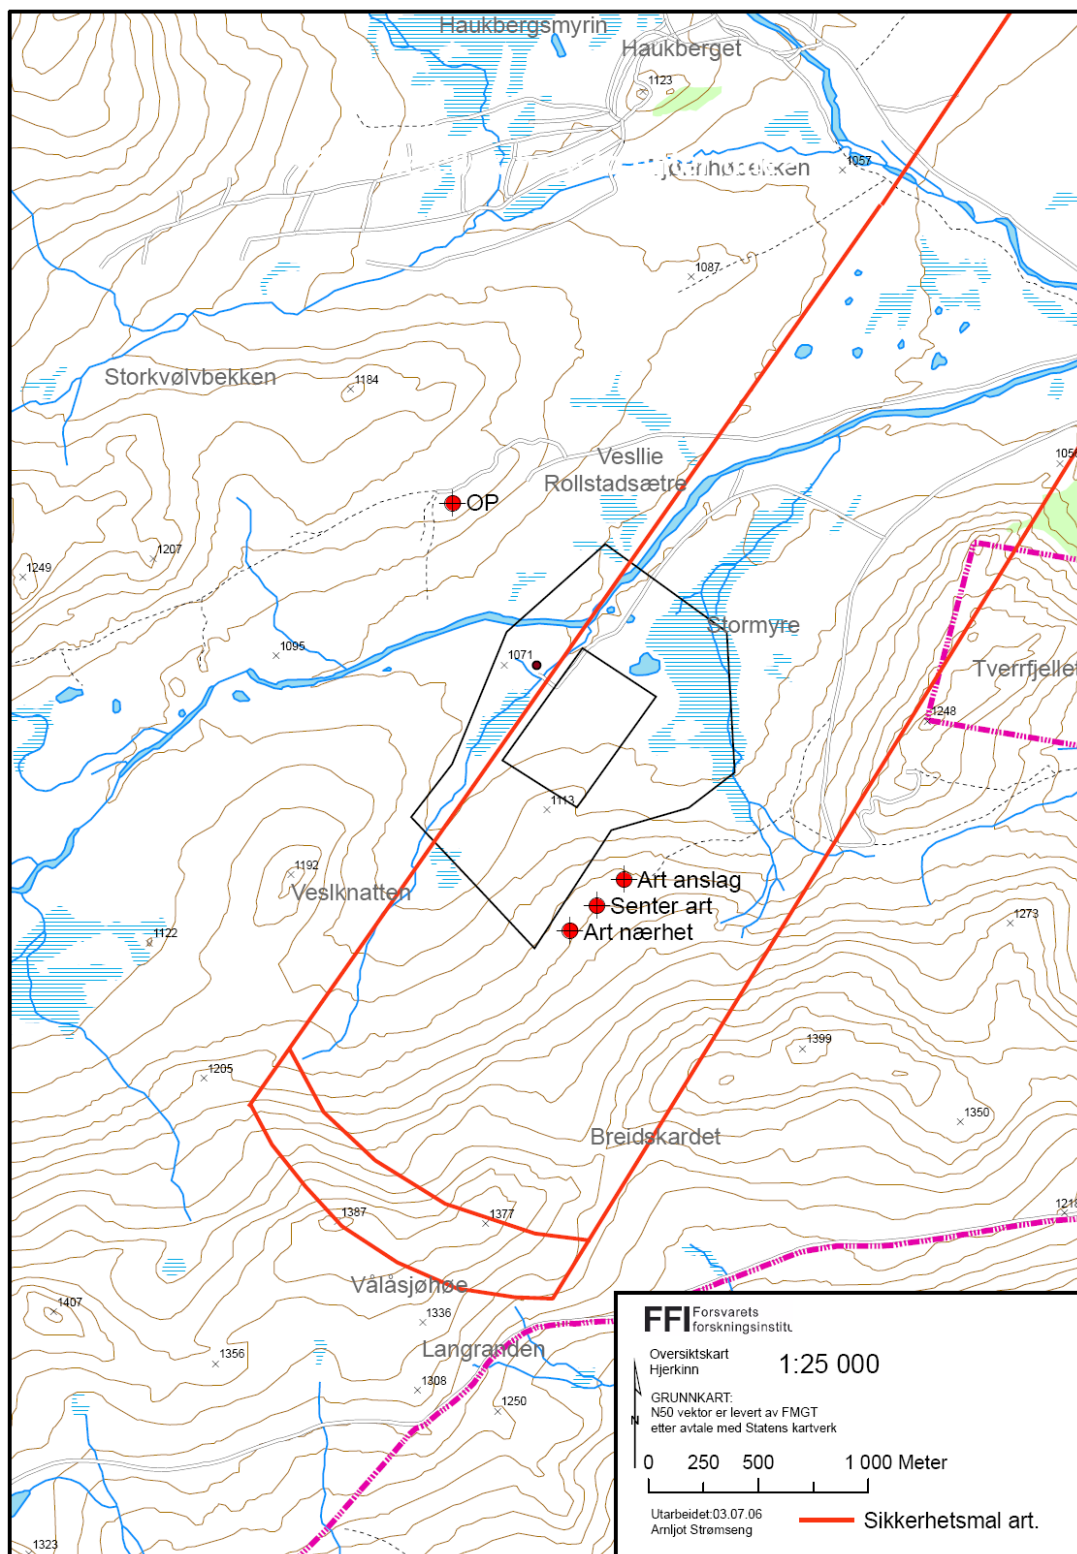 Haukbergsmyrin
Haukberget
1123
1057
1087
Storkvølvbekken
1184
Vesllie
Rollstadsætre
1056
OP
1207
1249
Stormyre
1095
1071
Tverrfjellet
1248
1113
1192
Veslknatten
Art anslag
Senter art
Art nærhet
1273
1122
1399
1205
1350
Breidskardet
1218
1387
1377
Vålåsjøhøe
1407
1336
Langranden
1356
1308
1250
1323
FFI Forsvarets
forskningsinstitu
Oversiktskart
Hjerkinn
1:25 000
GRUNNKART:
N50 vektor er levert av FMGT
etter avtale med Statens kartverk
N
0 250 500 1 000 Meter
Utarbeidet:03.07.06
Arnljot Strømseng
Sikkerhetsmal art.